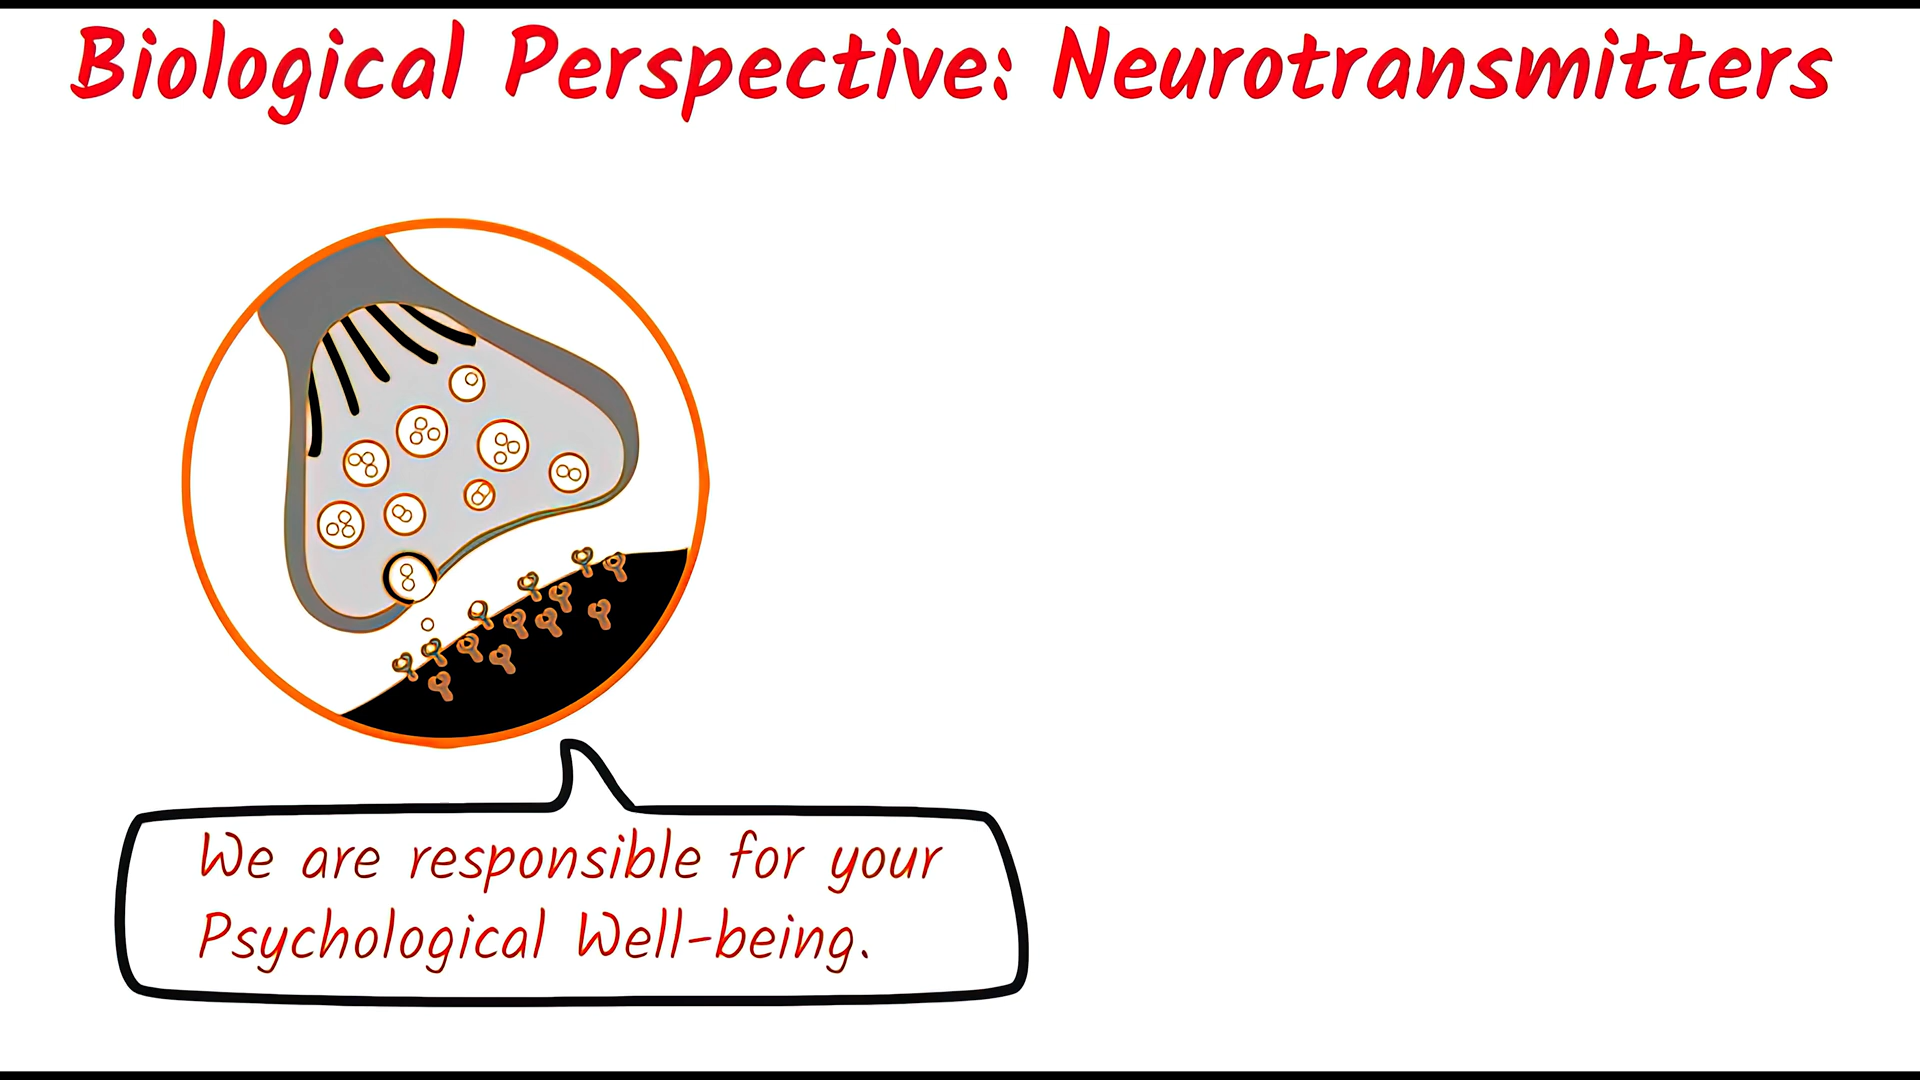 Biological Perspective: Neurotransmitters
We are responsible for your
Psychological Well-being.